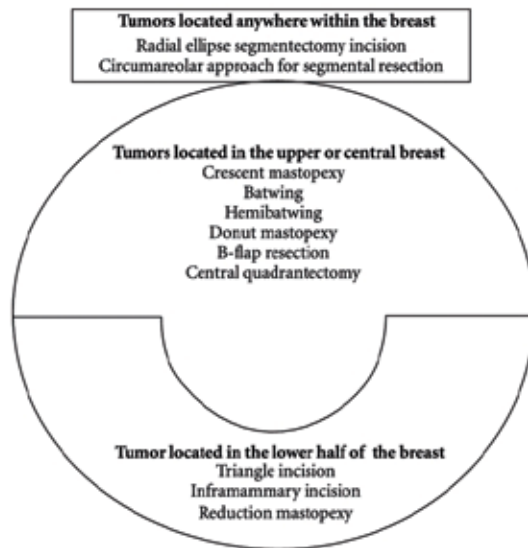 Tumors located anywhere within the breast
Radial ellipse segmentectomy incision
Circumareolar approach for segmental resection
Tumors located in the upper or central breast
Crescent mastopexy
Batwing
Hemibatwing
Donut mastopexy
B-flap resection
Central quadrantectomy
Tumor located in the lower half of the breast
Triangle incision
Inframammary incision
Reduction mastopexy